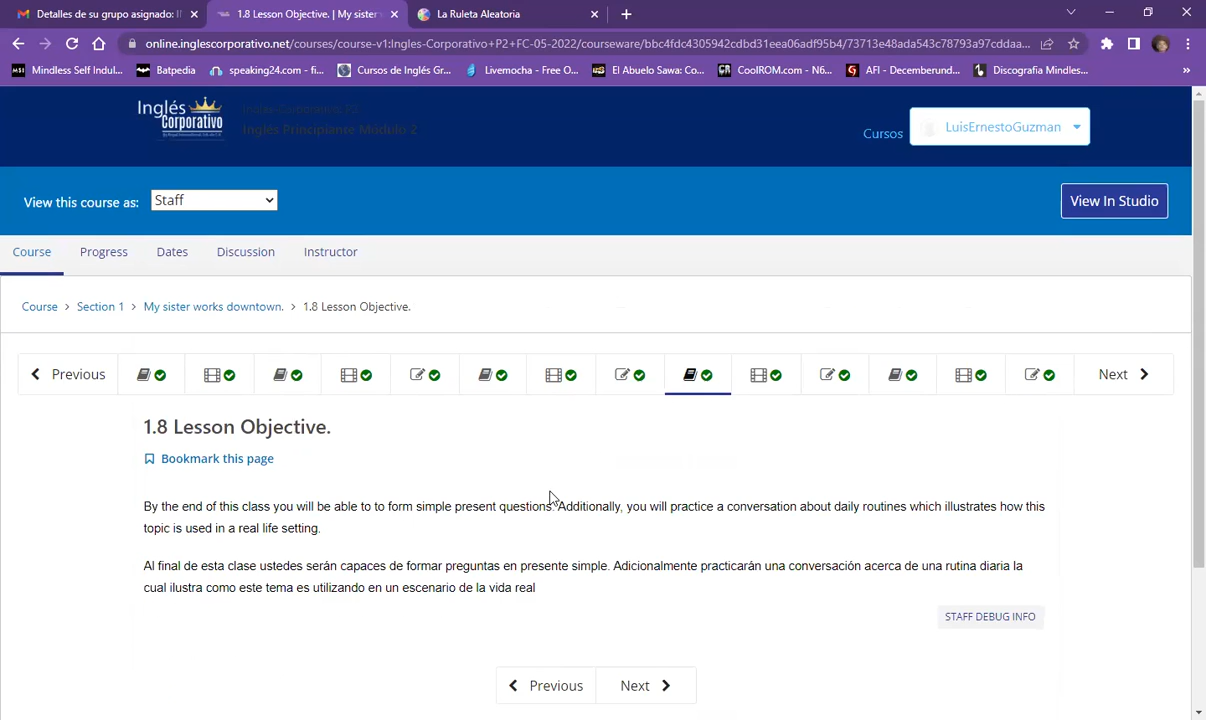 Detalles de su grupo asignado: I
1.8 Lesson Objective. | My sister
La Ruleta Aleatoria
online.inglescorporativo.net/courses/course-v1:Ingles-Corporativo+P2+FC-05-2022/courseware/bbc4fdc4305942cdbd31eea06adf95b4/73713e48ada543c78793a97cddaa...
Mindless Self Indul...
Batpedia
speaking24.com - fi...
Cursos de Inglés Gr...
Livemocha - Free O...
El Abuelo Sawa: Co...
CoolROM.com - N6...
AFI - Decemberund...
Discografia Mindles...
»
Inglés Corporativo
Ingles-Corporativo P2
Inglés Principiante Módulo 2
Cursos
LuisErnestoGuzman
View this course as:
Staff
View In Studio
Course
Progress
Dates
Discussion
Instructor
Course > Section 1 > My sister works downtown. > 1.8 Lesson Objective.
Previous
Next
1.8 Lesson Objective.
Bookmark this page
By the end of this class you will be able to to form simple present questions. Additionally, you will practice a conversation about daily routines which illustrates how this
topic is used in a real life setting.
Al final de esta clase ustedes serán capaces de formar preguntas en presente simple. Adicionalmente practicarán una conversación acerca de una rutina diaria la
cual ilustra como este tema es utilizando en un escenario de la vida real
STAFF DEBUG INFO
Previous
Next